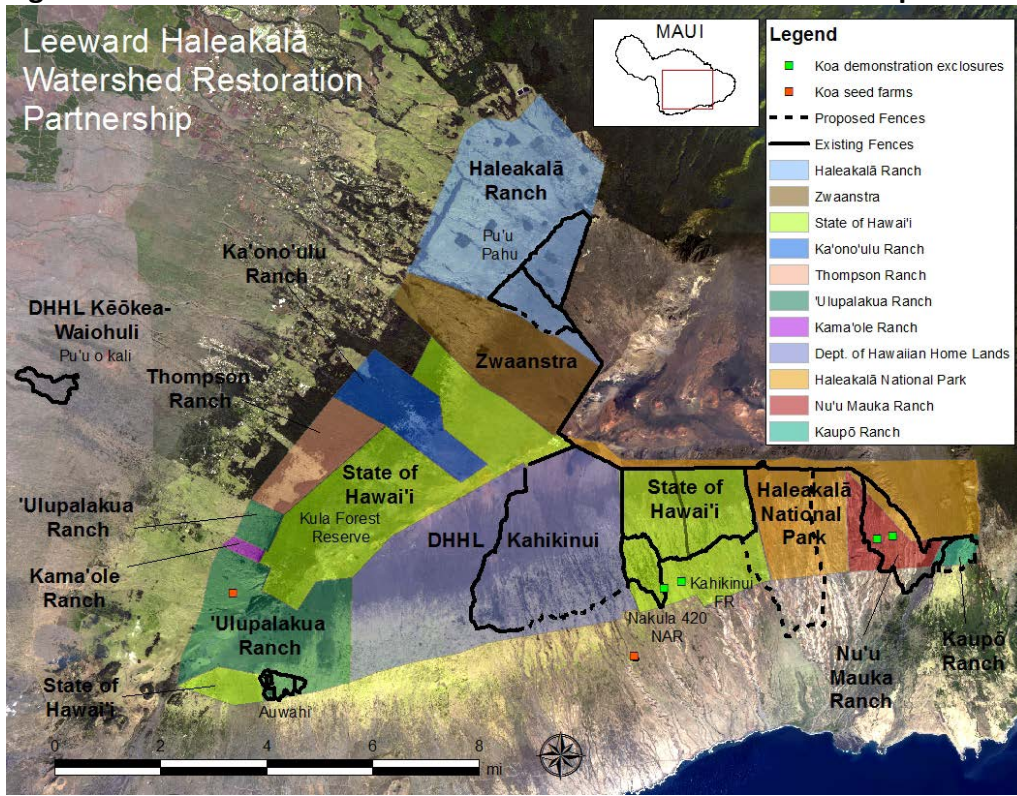 Leeward Haleakalā
Watershed Restoration
Partnership
MAUI
Legend
Koa demonstration exclosures
Koa seed farms
Proposed Fences
Existing Fences
Haleakalā Ranch
Zwaanstra
State of Hawai'i
Ka'ono'ulu Ranch
Thompson Ranch
'Ulupalakua Ranch
Kama'ole Ranch
Dept. of Hawaiian Home Lands
Haleakalā National Park
Nu'u Mauka Ranch
Kaupō Ranch
Haleakalā
Ranch
Pu'u
Pahu
Ka'ono'ulu
Ranch
DHHL Kēōkea-
Waiohuli
Pu'u o kali
Zwaanstra
Thompson
Ranch
State of
Hawai'i
Kula Forest
Reserve
'Ulupalakua
Ranch
Kama'ole
Ranch
DHHL Kahikinui
State of
Hawai'i
Haleakalā
National
Park
Kahikinui
FR
Nakula 420
NAR
'Ulupalakua
Ranch
State of
Hawai'i
Auwahi
Nu'u
Mauka
Ranch
Kaupō
Ranch
0 2 4 6 8
mi